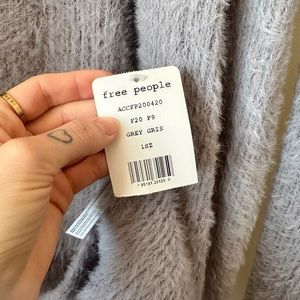 free people
ACCFP200420
F20 P9
GREY GRIS
1SZ